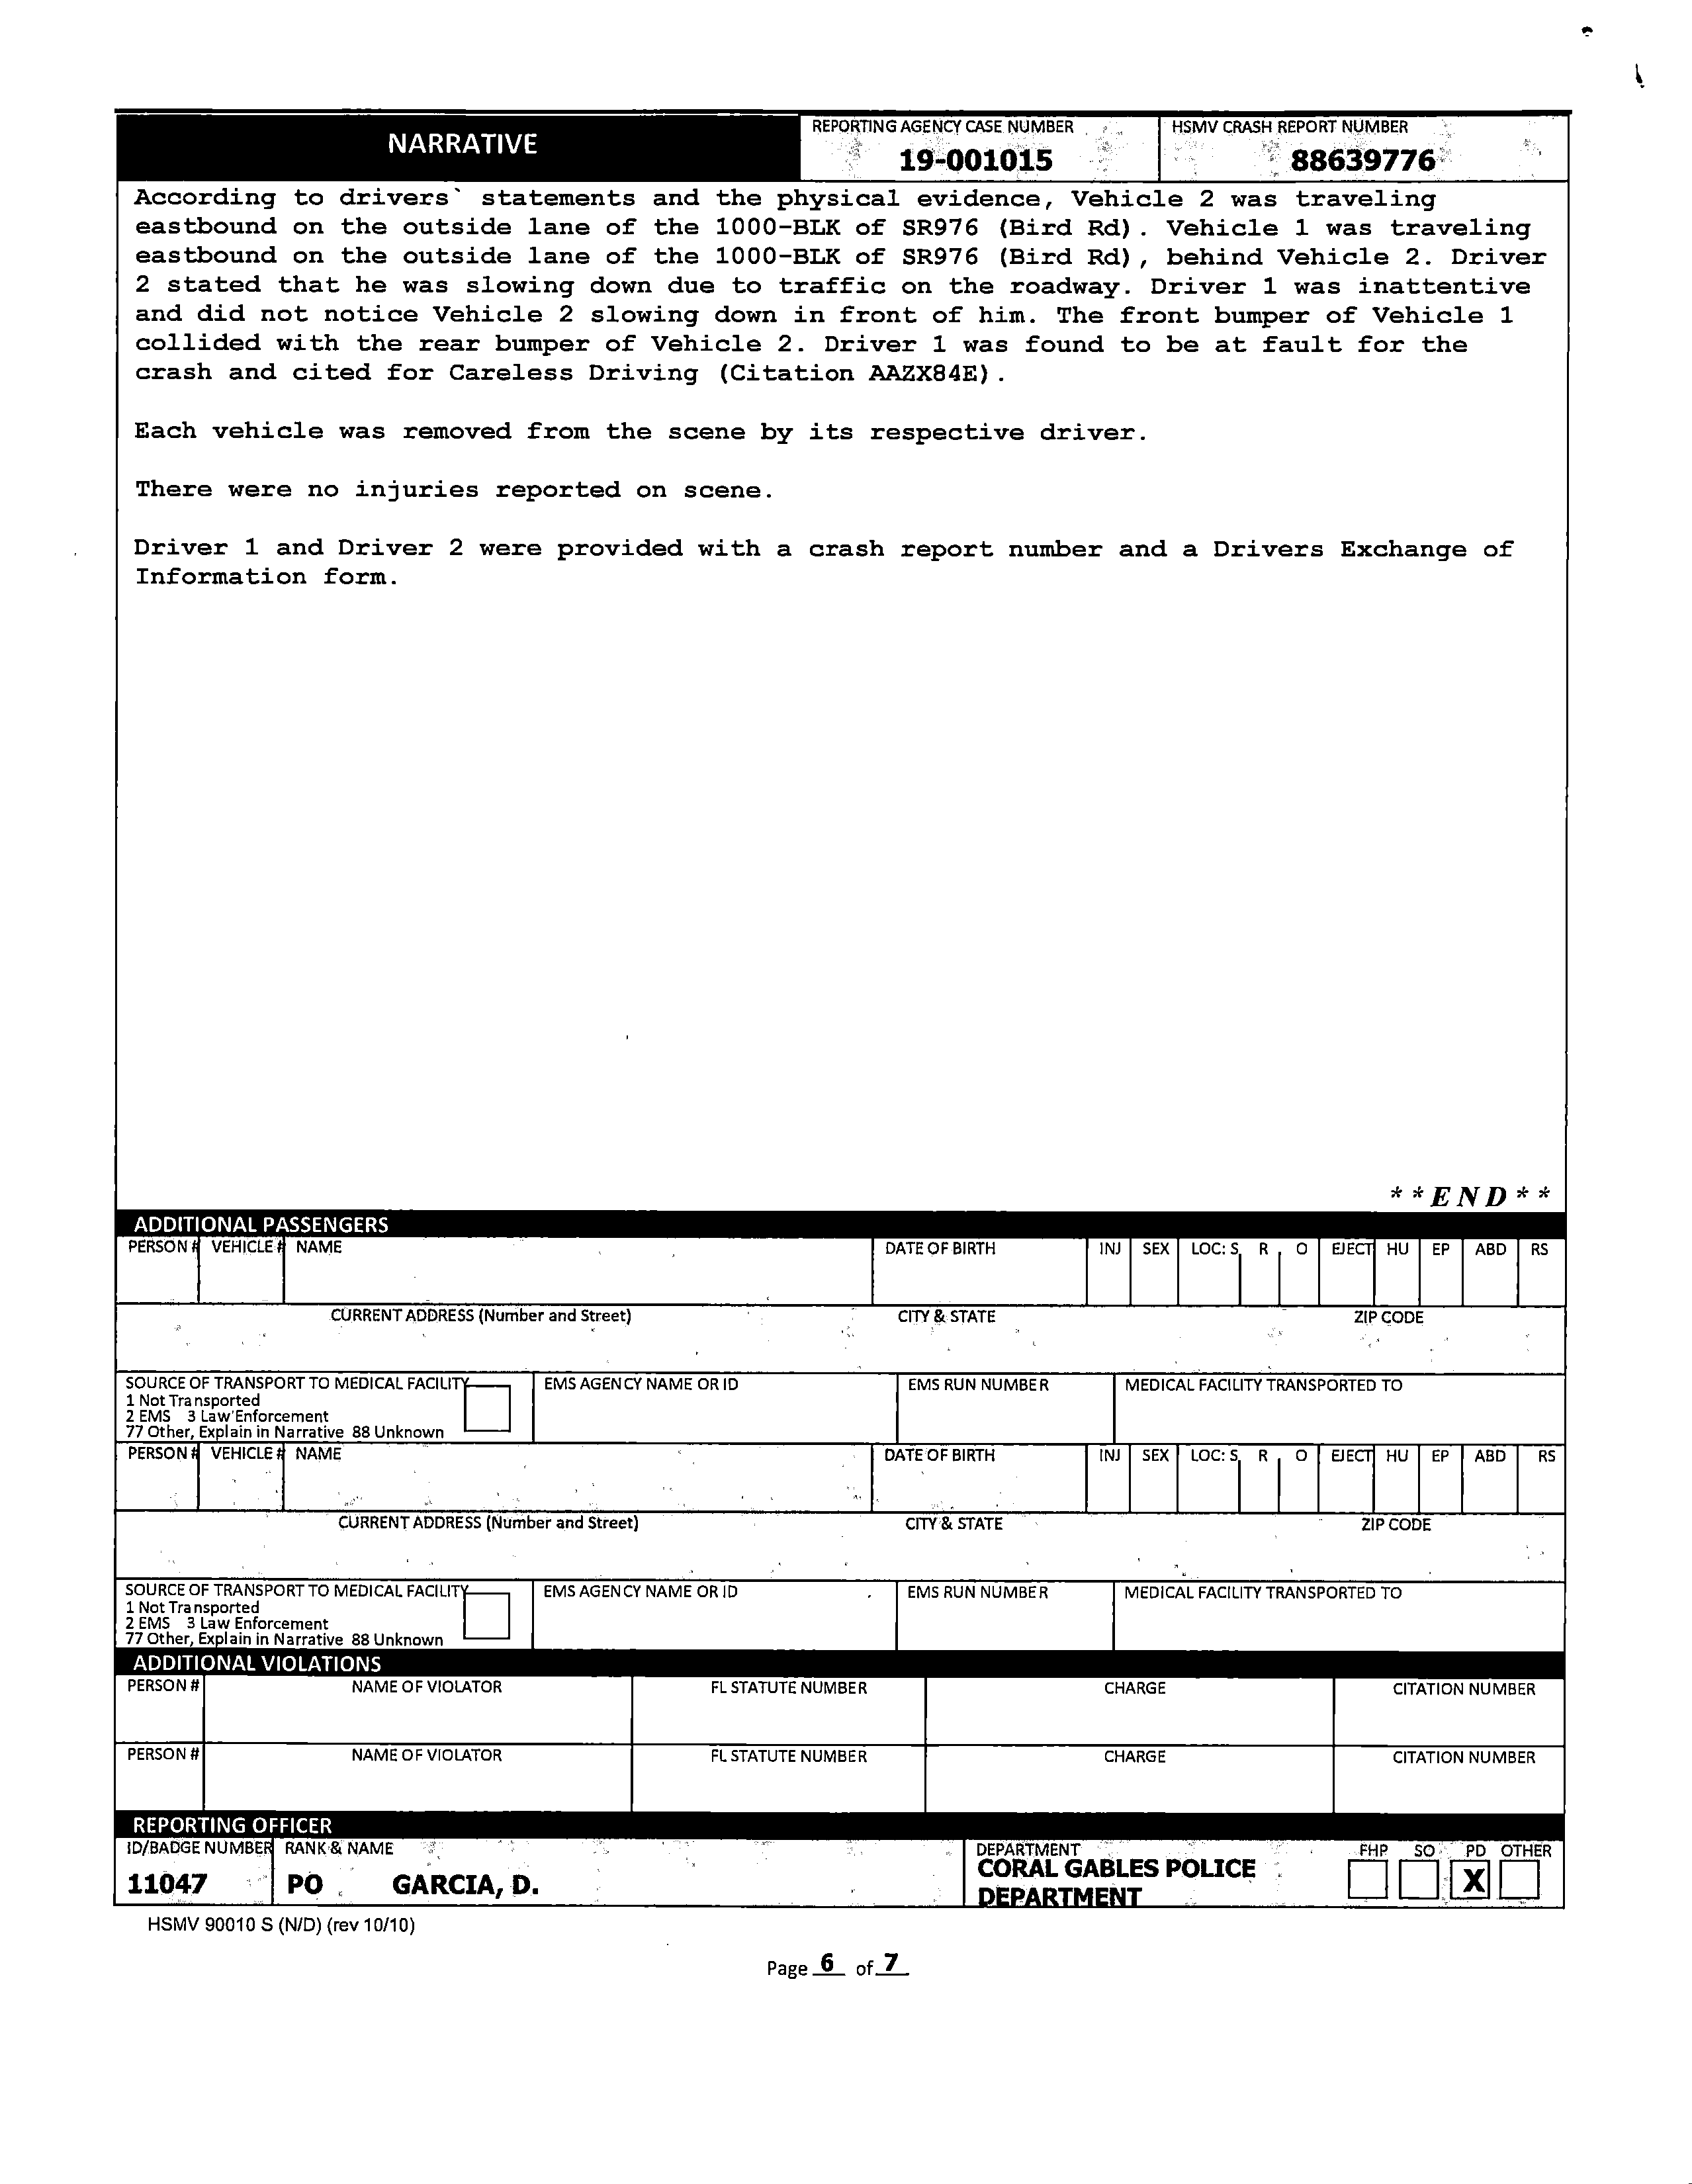 NARRATIVE
REPORTING AGENCY CASE NUMBER
19-001015
HSMV CRASH REPORT NUMBER
88639776
According to drivers` statements and the physical evidence, Vehicle 2 was traveling
eastbound on the outside lane of the 1000-BLK of SR976 (Bird Rd). Vehicle 1 was traveling
eastbound on the outside lane of the 1000-BLK of SR976 (Bird Rd), behind Vehicle 2. Driver
2 stated that he was slowing down due to traffic on the roadway. Driver 1 was inattentive
and did not notice Vehicle 2 slowing down in front of him. The front bumper of Vehicle 1
collided with the rear bumper of Vehicle 2. Driver 1 was found to be at fault for the
crash and cited for Careless Driving (Citation AAZX84E).
Each vehicle was removed from the scene by its respective driver.
There were no injuries reported on scene.
Driver 1 and Driver 2 were provided with a crash report number and a Drivers Exchange of
Information form.
**END**
ADDITIONAL PASSENGERS
PERSON # VEHICLE # NAME DATE OF BIRTH INJ SEX LOC: S R O EJECT HU EP ABD RS
CURRENT ADDRESS (Number and Street) CITY & STATE ZIP CODE
SOURCE OF TRANSPORT TO MEDICAL FACILITY EMS AGENCY NAME OR ID EMS RUN NUMBER MEDICAL FACILITY TRANSPORTED TO
1 Not Transported
2 EMS 3 Law Enforcement
77 Other, Explain in Narrative 88 Unknown
PERSON # VEHICLE # NAME DATE OF BIRTH INJ SEX LOC: S R O EJECT HU EP ABD RS
CURRENT ADDRESS (Number and Street) CITY & STATE ZIP CODE
SOURCE OF TRANSPORT TO MEDICAL FACILITY EMS AGENCY NAME OR ID EMS RUN NUMBER MEDICAL FACILITY TRANSPORTED TO
1 Not Transported
2 EMS 3 Law Enforcement
77 Other, Explain in Narrative 88 Unknown
ADDITIONAL VIOLATIONS
PERSON # NAME OF VIOLATOR FL STATUTE NUMBER CHARGE CITATION NUMBER
PERSON # NAME OF VIOLATOR FL STATUTE NUMBER CHARGE CITATION NUMBER
REPORTING OFFICER
ID/BADGE NUMBER RANK & NAME DEPARTMENT FHP SO PD OTHER
11047 PO GARCIA, D. CORAL GABLES POLICE X
DEPARTMENT
HSMV 90010 S (N/D) (rev 10/10)
Page 6 of 7